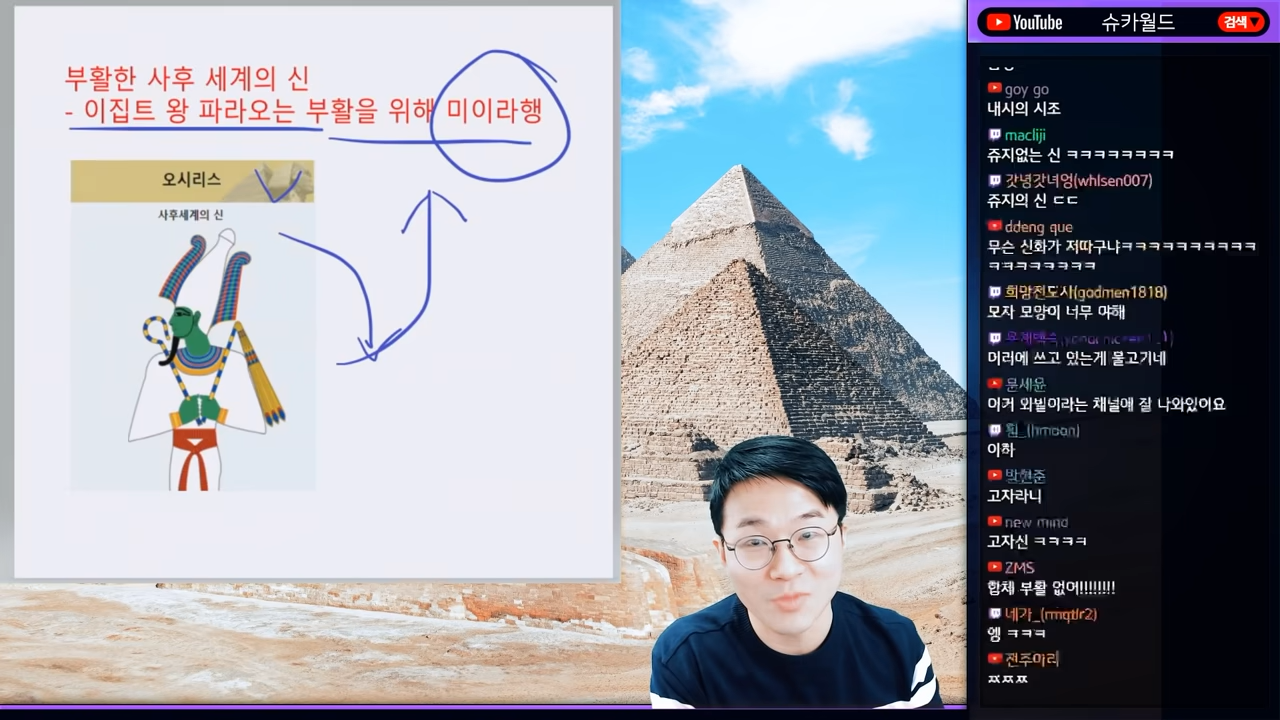 부활한 사후 세계의 신
- 이집트 왕 파라오는 부활을 위해 미이라행
오시리스
사후세계의 신
YouTube 슈카월드 검색
goy go
내시의 시조
macliji
쥬지없는 신 ㅋㅋㅋㅋㅋㅋㅋㅋ
갓녕갓녀엉(whlsen007)
쥬지의 신 ㄷㄷ
ddeng que
무슨 신화가 저따구냐ㅋㅋㅋㅋㅋㅋㅋㅋㅋㅋ
ㅋㅋㅋㅋㅋㅋㅋㅋ
희망전도사(godmen1818)
모자 모양이 너무 야해
머리에 쓰고 있는게 물고기네
문세윤
이거 와빌이라는 채널에 잘 나와있어요
이하
박현준
고자라니
new mind
고자신 ㅋㅋㅋㅋ
ZMS
합체 부활 없어!!!!!!!!
네가_(rmqtlr2)
엥 ㅋㅋㅋ
전주이리
ㅉㅉㅉ